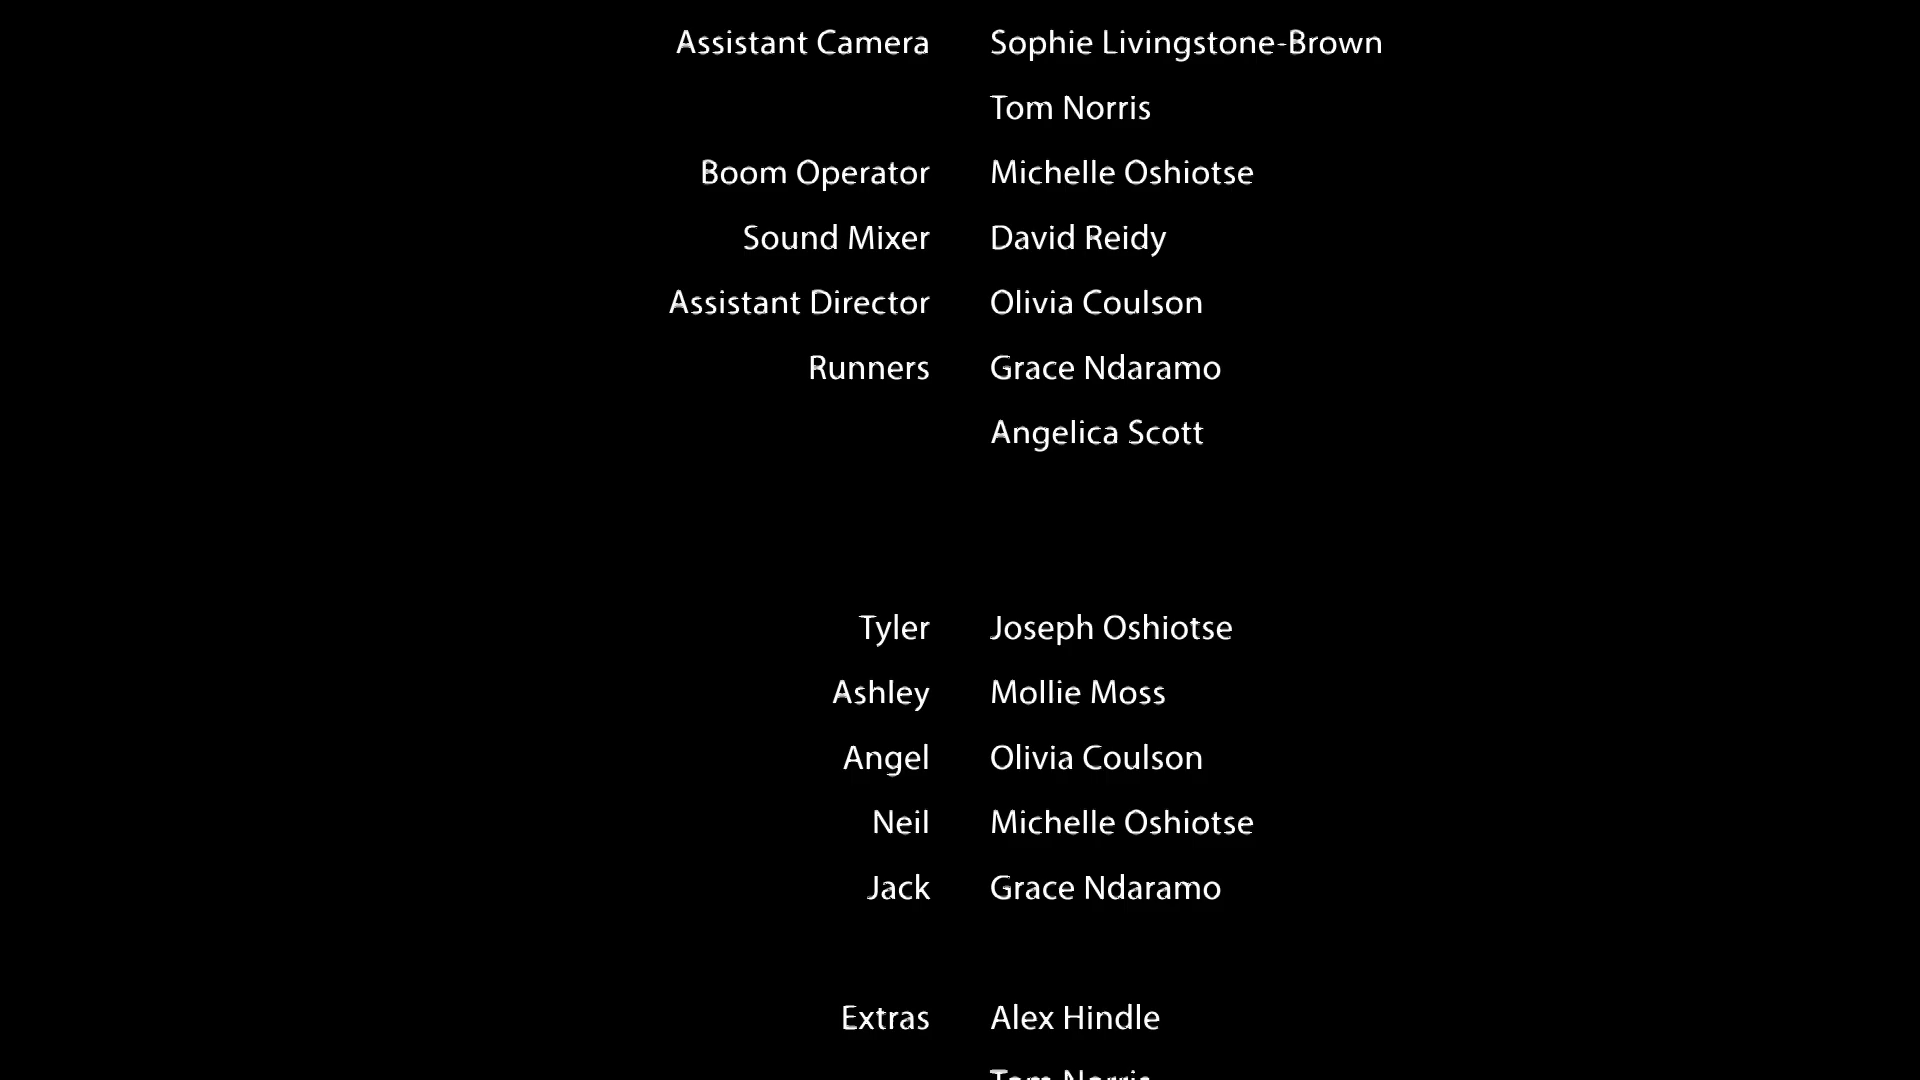 Assistant Camera Sophie Livingstone-Brown
Tom Norris
Boom Operator Michelle Oshiotse
Sound Mixer David Reidy
Assistant Director Olivia Coulson
Runners Grace Ndaramo
Angelica Scott
Tyler Joseph Oshiotse
Ashley Mollie Moss
Angel Olivia Coulson
Neil Michelle Oshiotse
Jack Grace Ndaramo
Extras Alex Hindle
Tom Norris